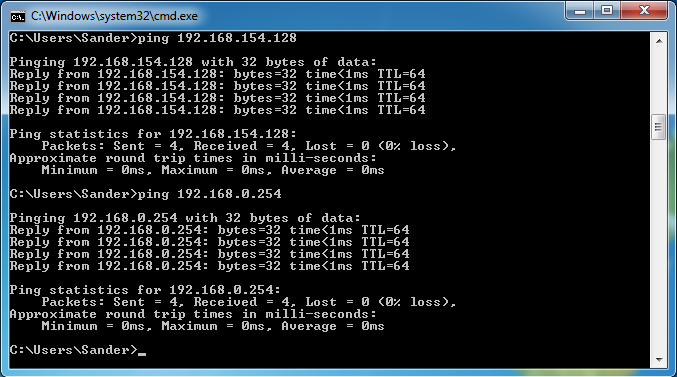 C:\Windows\system32\cmd.exe
C:\Users\Sander>ping 192.168.154.128
Pinging 192.168.154.128 with 32 bytes of data:
Reply from 192.168.154.128: bytes=32 time<1ms TTL=64
Reply from 192.168.154.128: bytes=32 time<1ms TTL=64
Reply from 192.168.154.128: bytes=32 time<1ms TTL=64
Reply from 192.168.154.128: bytes=32 time<1ms TTL=64
Ping statistics for 192.168.154.128:
    Packets: Sent = 4, Received = 4, Lost = 0 (0% loss),
Approximate round trip times in milli-seconds:
    Minimum = 0ms, Maximum = 0ms, Average = 0ms
C:\Users\Sander>ping 192.168.0.254
Pinging 192.168.0.254 with 32 bytes of data:
Reply from 192.168.0.254: bytes=32 time<1ms TTL=64
Reply from 192.168.0.254: bytes=32 time<1ms TTL=64
Reply from 192.168.0.254: bytes=32 time<1ms TTL=64
Reply from 192.168.0.254: bytes=32 time<1ms TTL=64
Ping statistics for 192.168.0.254:
    Packets: Sent = 4, Received = 4, Lost = 0 (0% loss),
Approximate round trip times in milli-seconds:
    Minimum = 0ms, Maximum = 0ms, Average = 0ms
C:\Users\Sander>_